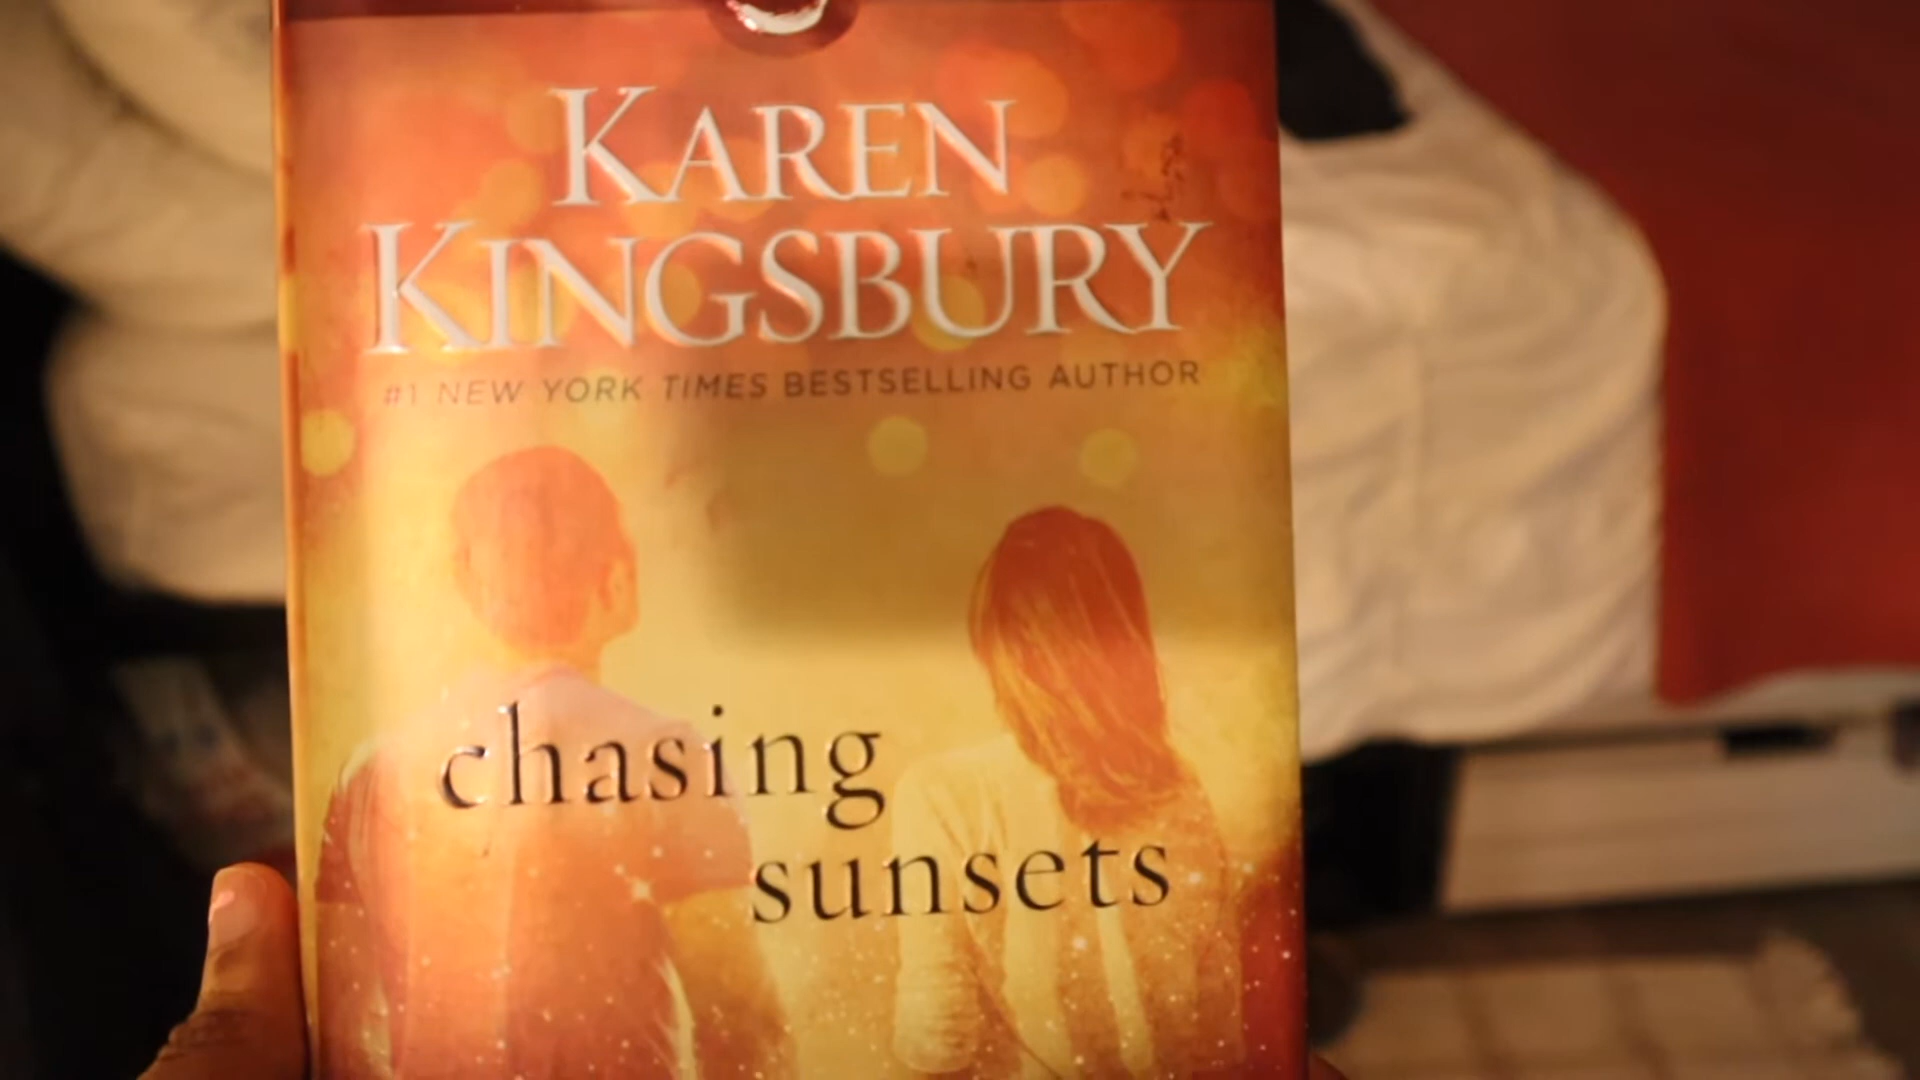 KAREN
KINGSBURY
#1 NEW YORK TIMES BESTSELLING AUTHOR
chasing
sunsets